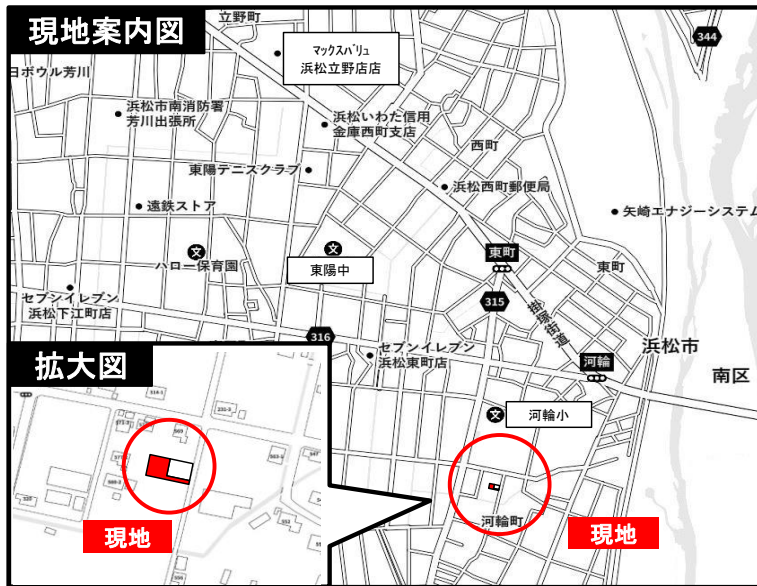 現地案内図
立野町
マックスバリュ
浜松立野店店
344
日ボウル芳川
浜松市南消防署
芳川出張所
浜松いわた信用
金庫西町支店
西町
東陽テニスクラブ
浜松西町郵便局
遠鉄ストア
矢崎エナジーシステム
文
ハロー保育園
文
東陽中
東町
東町
セブンイレブン
浜松下江町店
315
掛塚街道
316
セブンイレブン
浜松東町店
浜松市
南区
河輪
拡大図
文
河輪小
現地
河輪町
現地